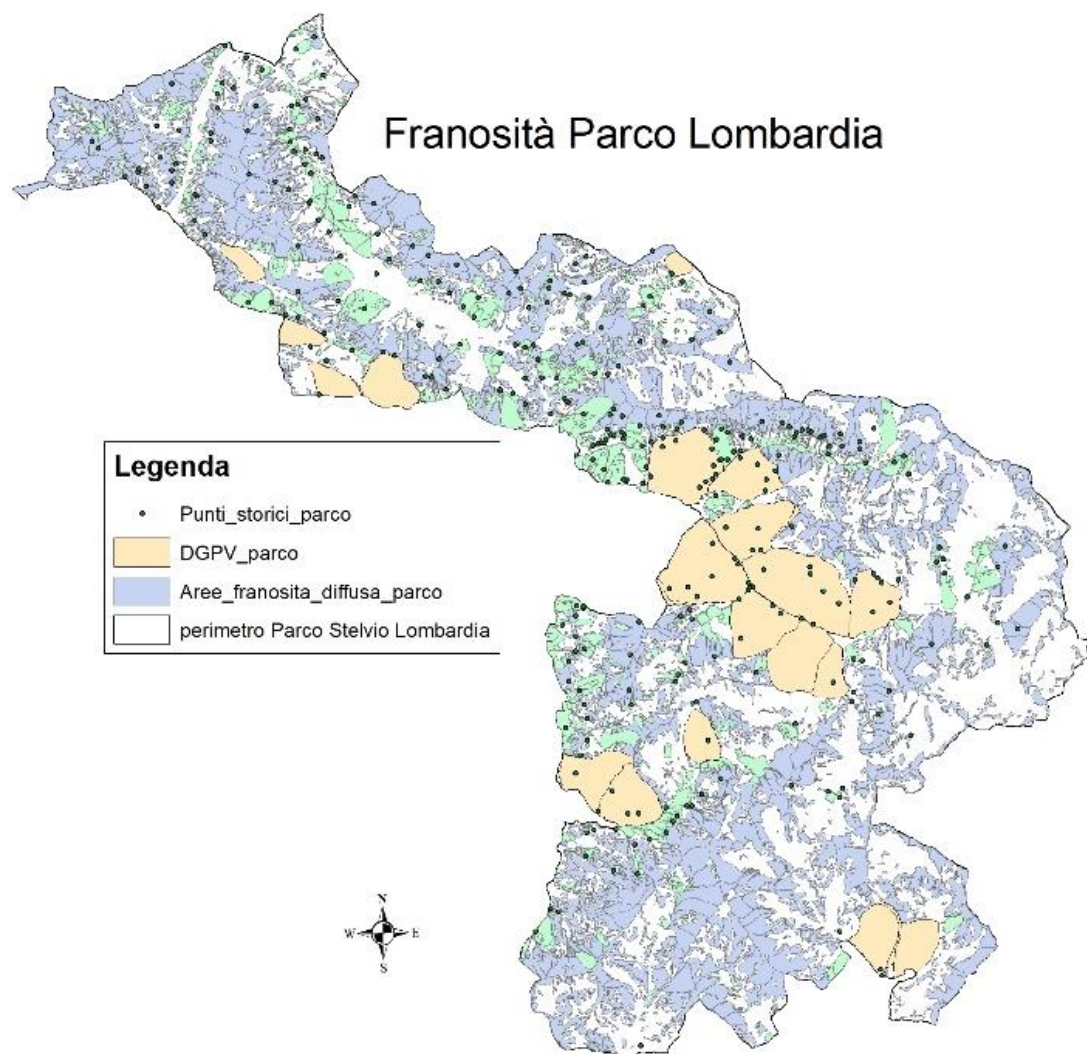 Franosità Parco Lombardia
Legenda
Punti_storici_parco
DGPV_parco
Aree_franosita_diffusa_parco
perimetro Parco Stelvio Lombardia
N
W E
S